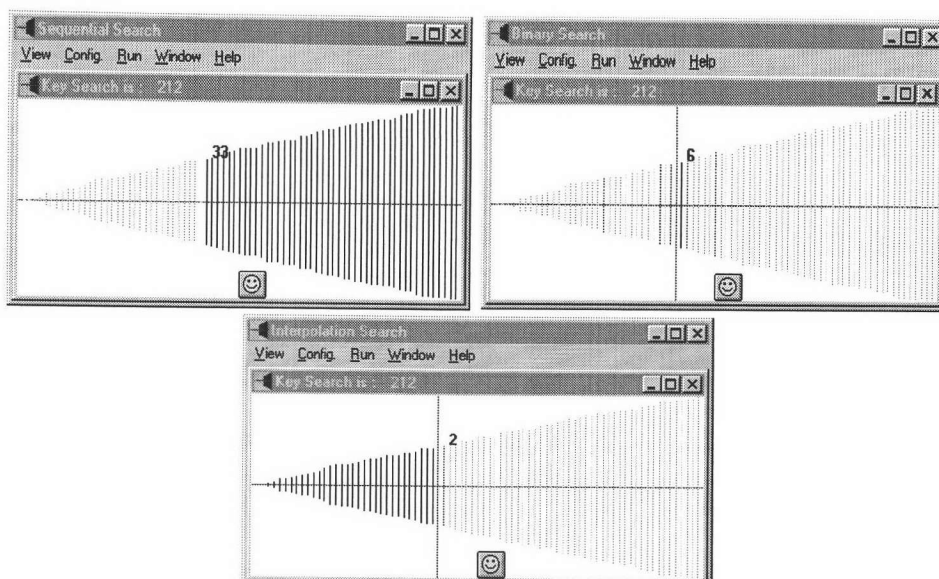 Sequential Search
View Config. Run Window Help
Key Search is : 212
33
Binary Search
View Config. Run Window Help
Key Search is : 212
6
Interpolation Search
View Config. Run Window Help
Key Search is : 212
2